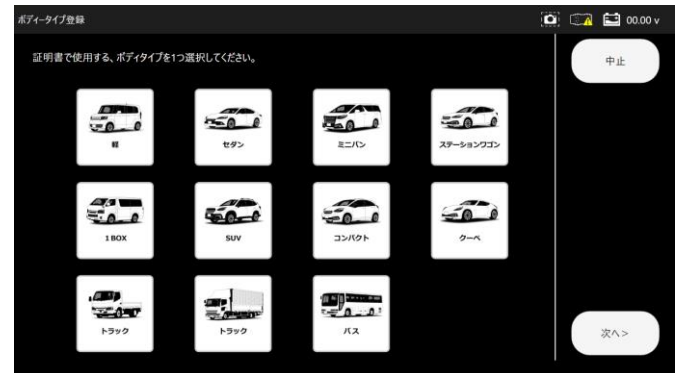 ボディータイプ登録
00.00 v
証明書で使用する、ボディタイプを1つ選択してください。
中止
軽
セダン
ミニバン
ステーションワゴン
1 BOX
SUV
コンパクト
クーペ
トラック
トラック
バス
次へ >